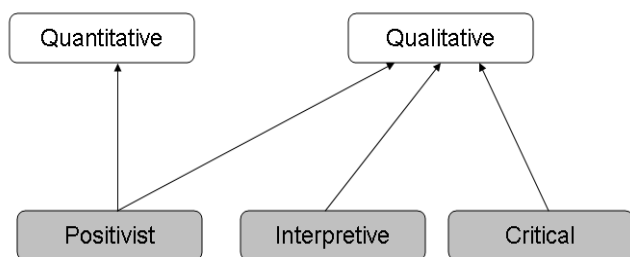 Quantitative
Qualitative
Positivist
Interpretive
Critical